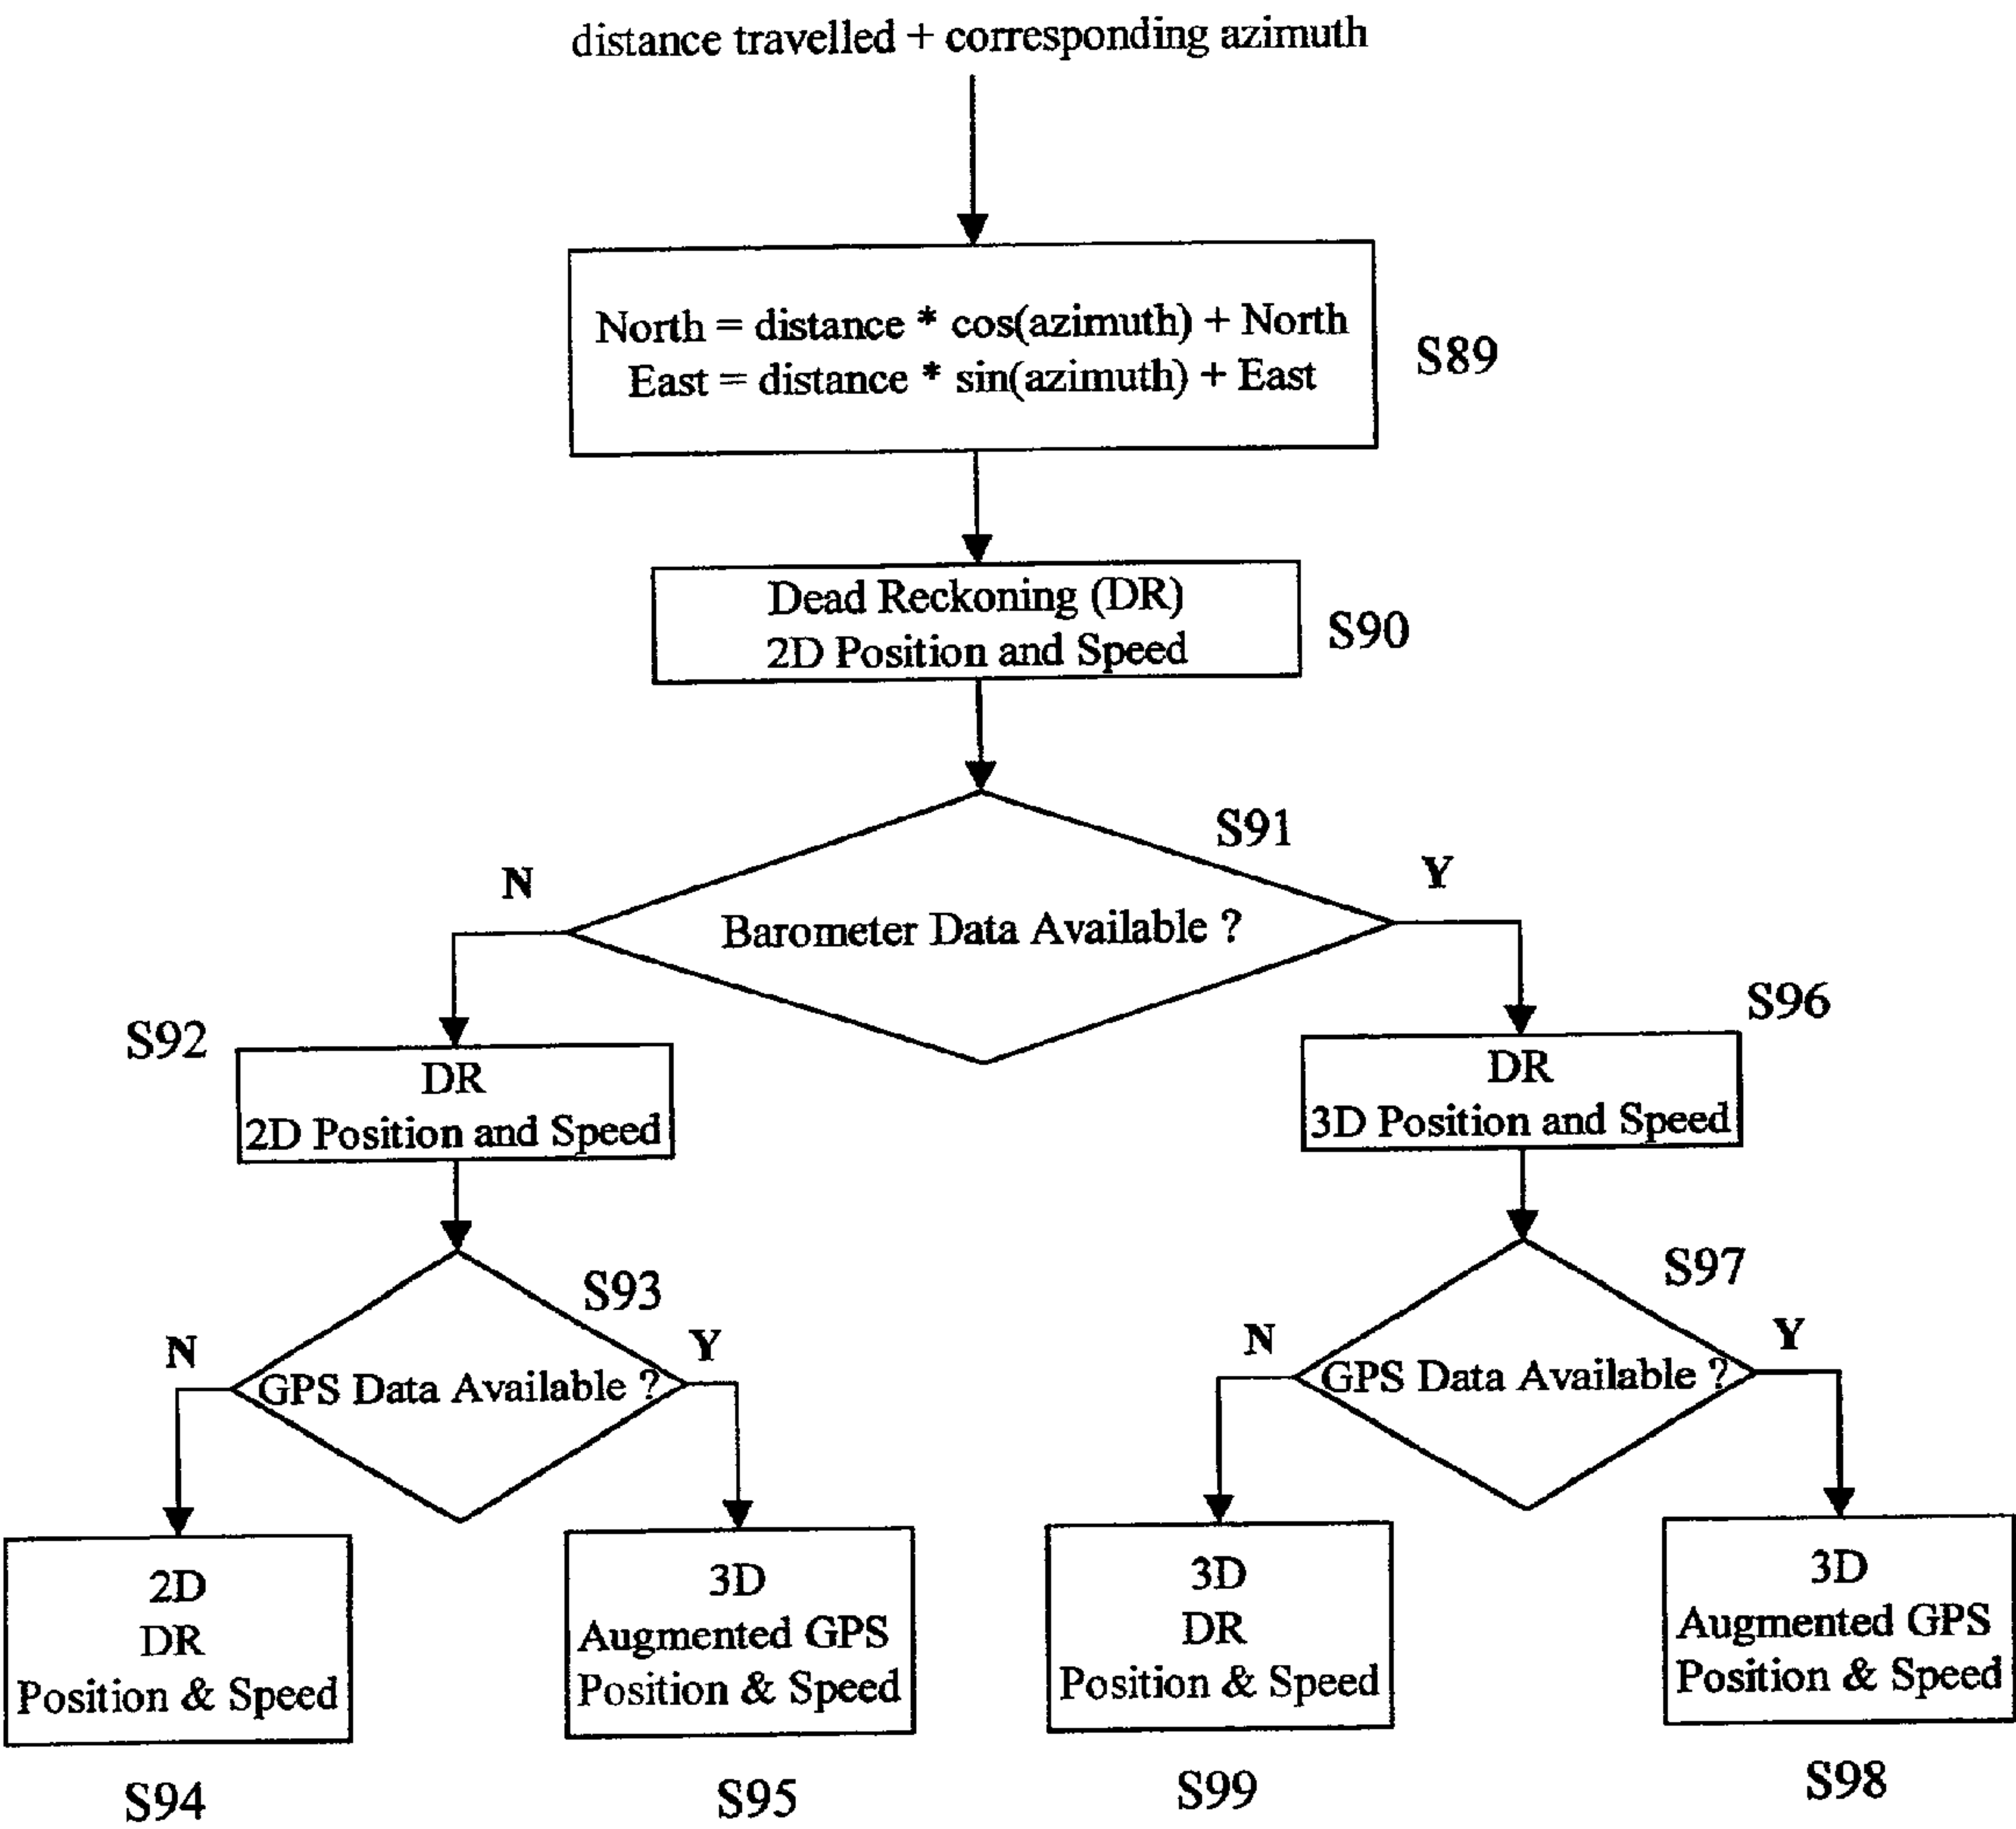 distance travelled + corresponding azimuth
North = distance * cos(azimuth) + North
East = distance * sin(azimuth) + East
S89
Dead Reckoning (DR)
2D Position and Speed
S90
S91
N
Y
Barometer Data Available ?
S92
DR
2D Position and Speed
S96
DR
3D Position and Speed
S93
N
Y
GPS Data Available ?
S97
N
Y
GPS Data Available ?
2D
DR
Position & Speed
S94
3D
Augmented GPS
Position & Speed
S95
3D
DR
Position & Speed
S99
3D
Augmented GPS
Position & Speed
S98